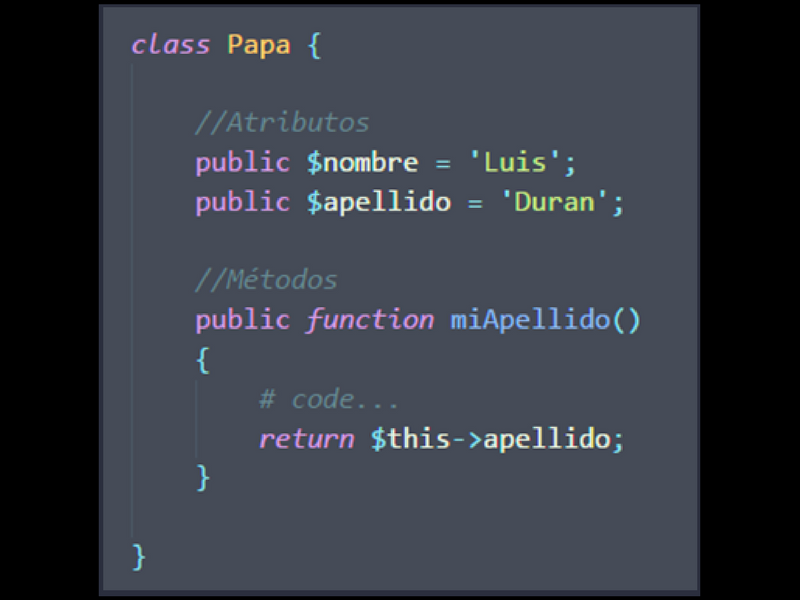 class Papa {
//Atributos
public $nombre = 'Luis';
public $apellido = 'Duran';
//Métodos
public function miApellido()
{
# code...
return $this->apellido;
}
}